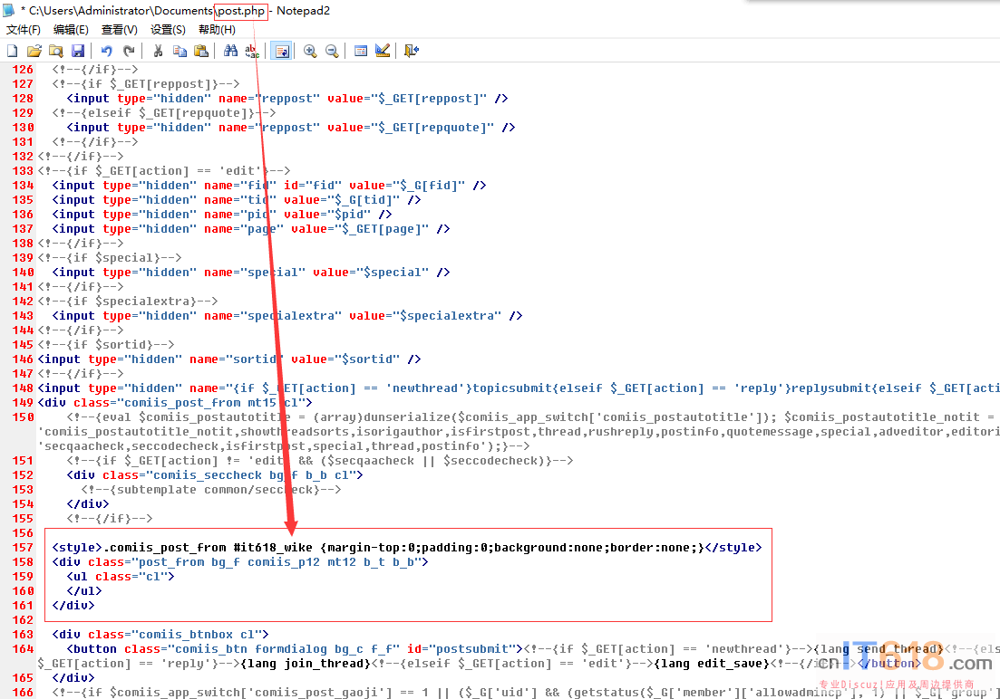 * C:\Users\Administrator\Documents\post.php - Notepad2
文件(F) 编辑(E) 查看(V) 设置(S) 帮助(H)
126 <!--{/if}-->
127 <!--{if $_GET[reppost]}-->
128 <input type="hidden" name="reppost" value="$_GET[reppost]" />
129 <!--{elseif $_GET[repquote]}-->
130 <input type="hidden" name="reppost" value="$_GET[repquote]" />
131 <!--{/if}-->
132 <!--{/if}-->
133 <!--{if $_GET[action] == 'edit'}-->
134 <input type="hidden" name="fid" id="fid" value="$_G[fid]" />
135 <input type="hidden" name="tid" value="$_G[tid]" />
136 <input type="hidden" name="pid" value="$pid" />
137 <input type="hidden" name="page" value="$_GET[page]" />
138 <!--{/if}-->
139 <!--{if $special}-->
140 <input type="hidden" name="special" value="$special" />
141 <!--{/if}-->
142 <!--{if $specialextra}-->
143 <input type="hidden" name="specialextra" value="$specialextra" />
144 <!--{/if}-->
145 <!--{if $sortid}-->
146 <input type="hidden" name="sortid" value="$sortid" />
147 <!--{/if}-->
148 <input type="hidden" name="{if $_GET[action] == 'newthread'}topicsubmit{elseif $_GET[action] == 'reply'}replysubmit{elseif $_GET[acti
149 <div class="comiis_post_from mt15 cl">
150 <!--{eval $comiis_postautotitle = (array)dunserialize($comiis_app_switch['comiis_postautotitle']); $comiis_postautotitle_notit =
'comiis_postautotitle_notit,showthreadsorts,isorigauthor,isfirstpost,thread,rushreply,postinfo,quotemessage,special,adveditor,editori
'secqaacheck,seccodecheck,isfirstpost,special,thread,postinfo');}-->
151 <!--{if $_GET[action] != 'edit' && ($secqaacheck || $seccodecheck)}-->
152 <div class="comiis_seccheck bg_f b_b cl">
153 <!--{subtemplate common/seccheck}-->
154 </div>
155 <!--{/if}-->
156
157 <style>.comiis_post_from #it618_wike {margin-top:0;padding:0;background:none;border:none;}</style>
158 <div class="post_from bg_f comiis_p12 mt12 b_t b_b">
159 <ul class="cl">
160 </ul>
161 </div>
162
163 <div class="comiis_btnbox cl">
164 <button class="comiis_btn formdialog bg_c f_f" id="postsubmit"><!--{if $_GET[action] == 'newthread'}-->{lang send_thread}<!--{els
$_GET[action] == 'reply'}-->{lang join_thread}<!--{elseif $_GET[action] == 'edit'}-->{lang edit_save}<!--{/if}--></button>
165 </div>
166 <!--{if $comiis_app_switch['comiis_post_gaoji'] == 1 || ($_G['uid'] && (getstatus($_G['member']['allowadmincp'], 1) || $_G['group']
cnIT618.com
专业Discuz!应用及周边提供商